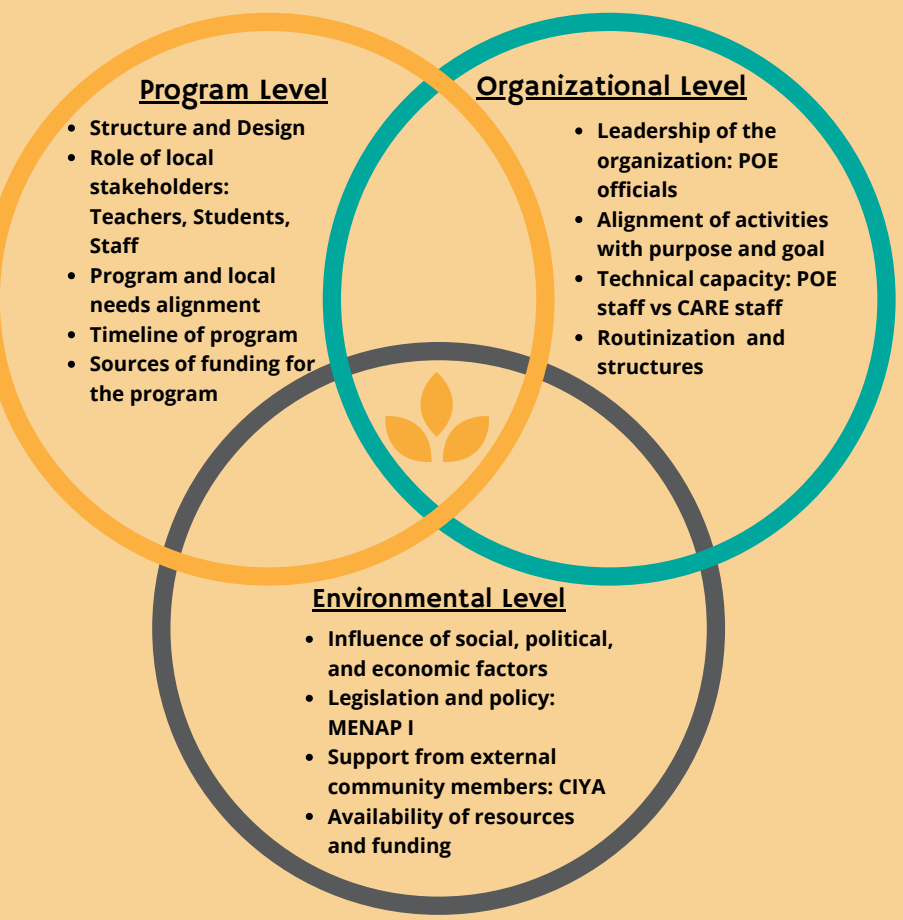 Program Level
• Structure and Design
• Role of local
stakeholders:
Teachers, Students,
Staff
• Program and local
needs alignment
• Timeline of program
• Sources of funding for
the program
Organizational Level
• Leadership of the
organization: POE
officials
• Alignment of activities
with purpose and goal
• Technical capacity: POE
staff vs CARE staff
• Routinization and
structures
Environmental Level
• Influence of social, political,
and economic factors
• Legislation and policy:
MENAP I
• Support from external
community members: CIYA
• Availability of resources
and funding